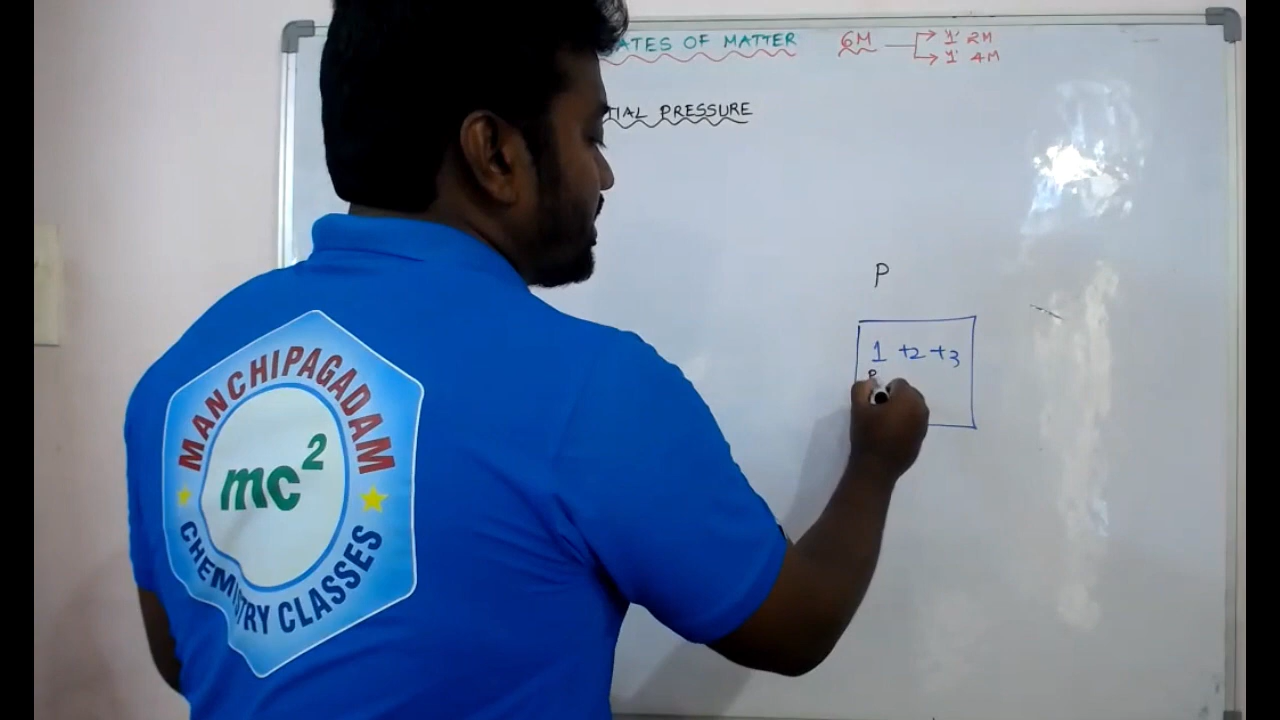 ATES OF MATTER 6M 1' 2M
1' 4M
TIAL PRESSURE
P
1 +2 +3
P
MANCHIPAGADAM
mc²
CHEMISTRY CLASSES